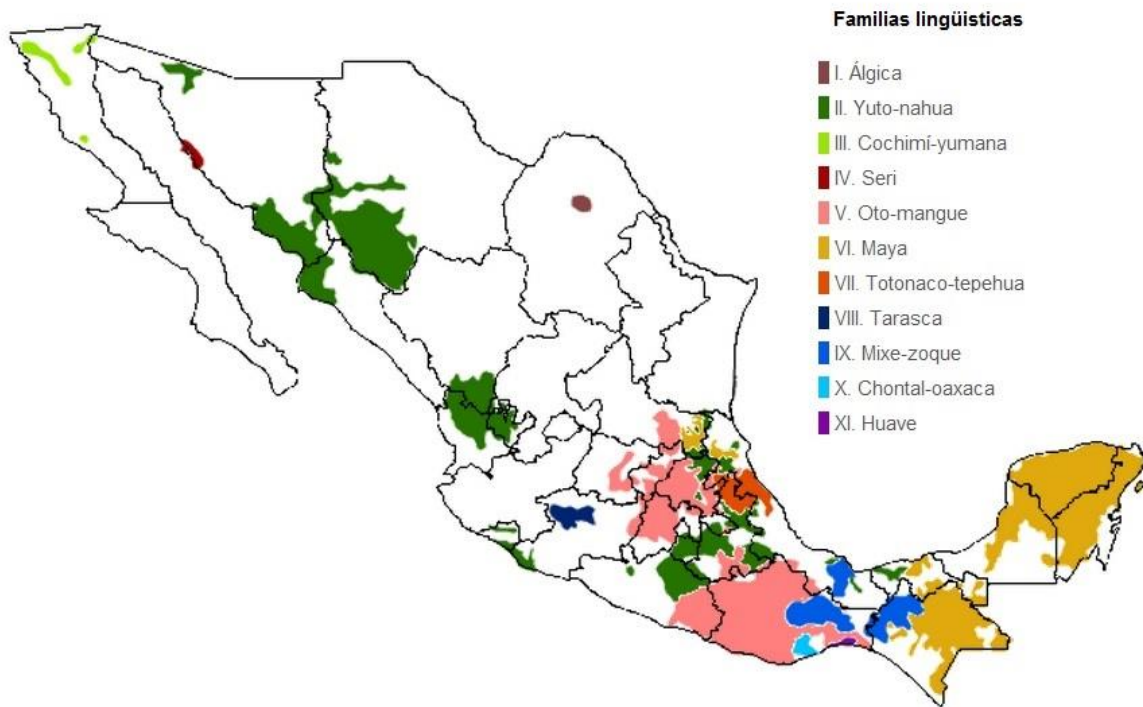 Familias lingüisticas
I. Álgica
II. Yuto-nahua
III. Cochimí-yumana
IV. Seri
V. Oto-mangue
VI. Maya
VII. Totonaco-tepehua
VIII. Tarasca
IX. Mixe-zoque
X. Chontal-oaxaca
XI. Huave